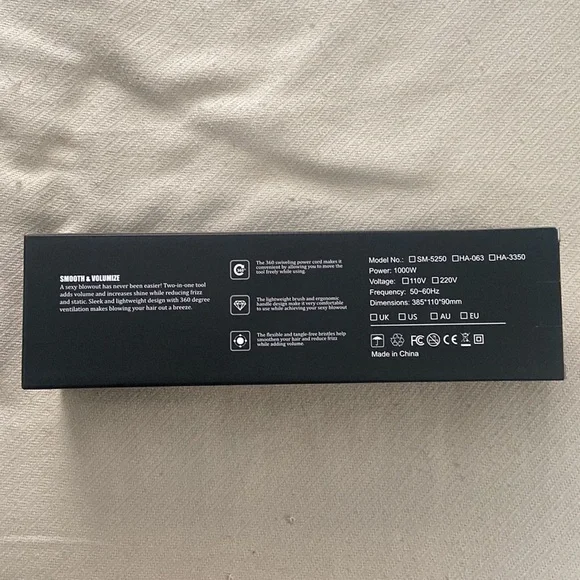 SMOOTH & VOLUMIZE
A sexy blowout has never been easier! Two-in-one tool
adds volume and increases shine while reducing frizz
and static. Sleek and lightweight design with 360 degree
ventilation makes blowing your hair out a breeze.
The 360 swiveling power cord makes it
convenient by allowing you to move the
tool freely while using.
The lightweight brush and ergonomic
handle design make it very comfortable
to use while achieving your sexy blowout
The flexible and tangle-free bristles help
smoothen your hair and reduce frizz
while adding volume.
Model No.: □ SM-5250 □ HA-063 □ HA-3350
Power: 1000W
Voltage: □ 110V □ 220V
Frequency: 50~60Hz
Dimensions: 385*110*90mm
□ UK □ US □ AU □ EU
FC CE
Made in China